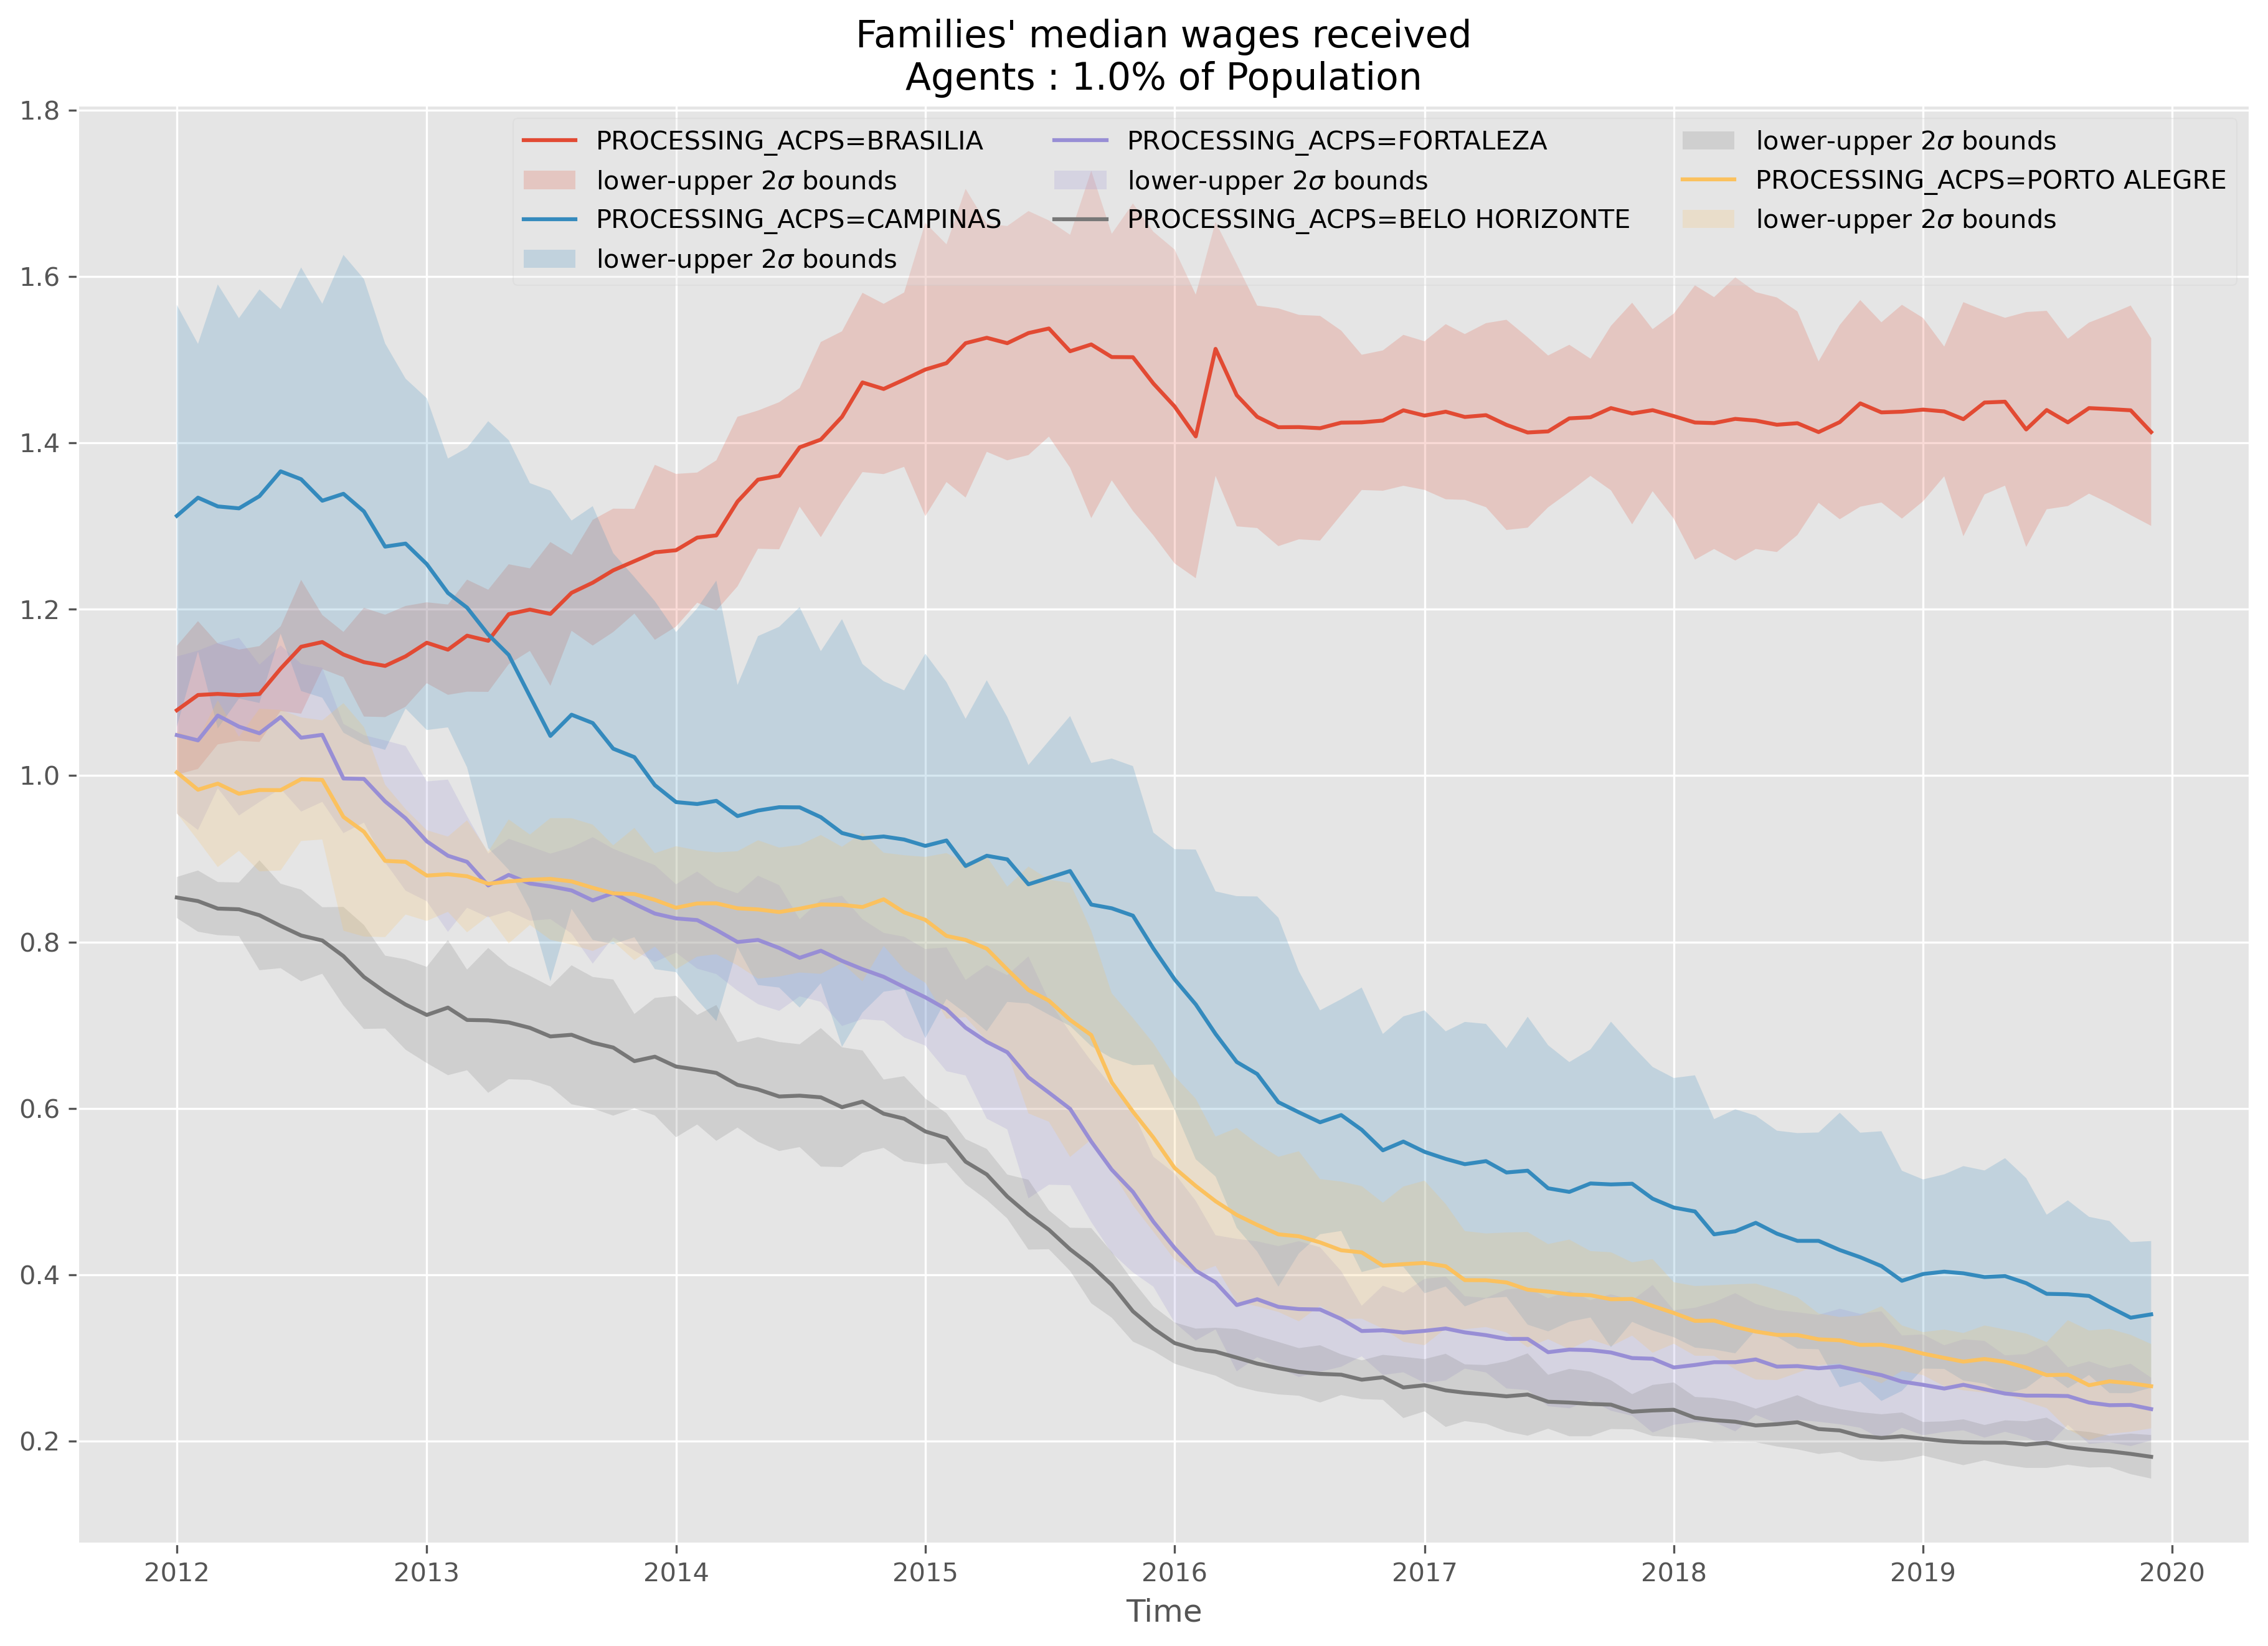 Families' median wages received
Agents : 1.0% of Population
PROCESSING_ACPS=BRASILIA
lower-upper 2σ bounds
PROCESSING_ACPS=CAMPINAS
lower-upper 2σ bounds
PROCESSING_ACPS=FORTALEZA
lower-upper 2σ bounds
PROCESSING_ACPS=BELO HORIZONTE
lower-upper 2σ bounds
PROCESSING_ACPS=PORTO ALEGRE
lower-upper 2σ bounds
1.8
1.6
1.4
1.2
1.0
0.8
0.6
0.4
0.2
2012 2013 2014 2015 2016 2017 2018 2019 2020
Time